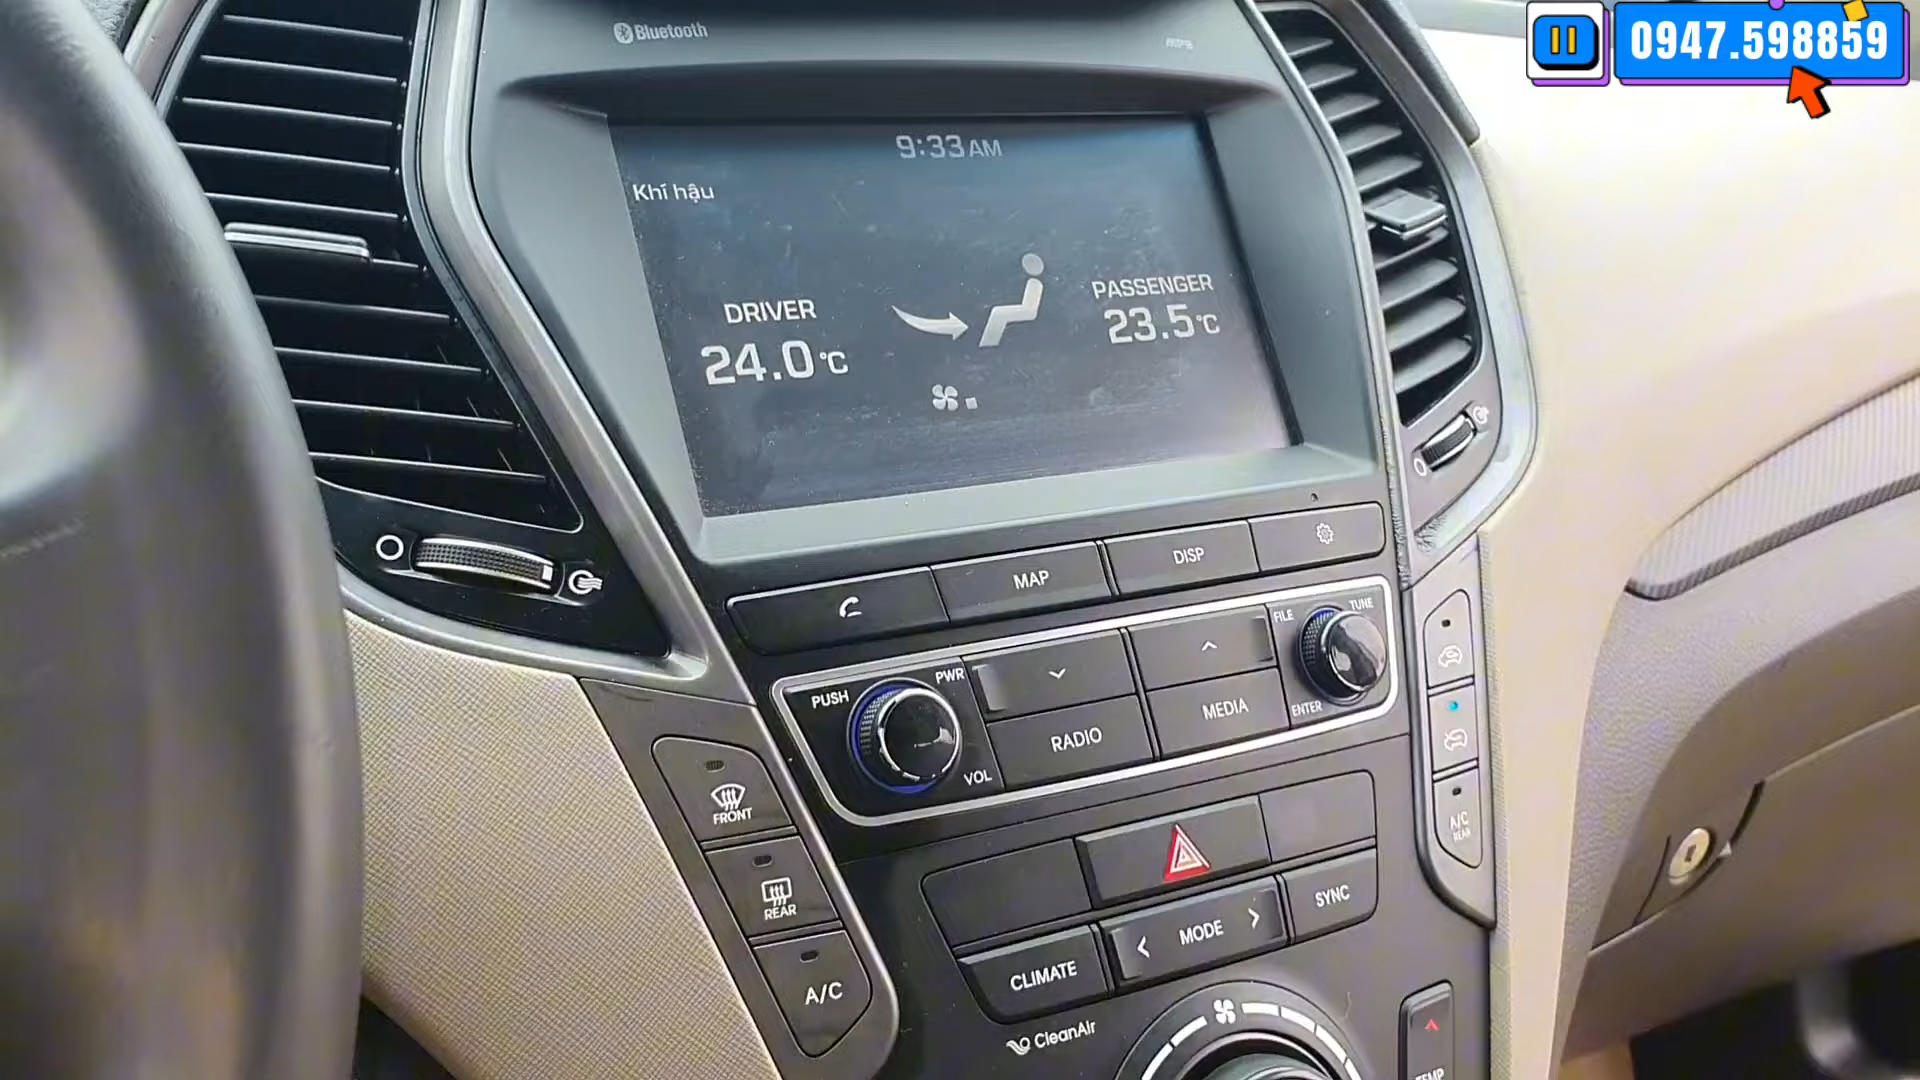 Bluetooth
0947.598859
9:33 AM
Khí hậu
DRIVER
24.0°C
PASSENGER
23.5°C
MAP
DISP
PUSH
PWR
VOL
RADIO
MEDIA
FILE
TUNE
ENTER
FRONT
REAR
A/C
A/C
REAR
CLIMATE
< MODE >
SYNC
CleanAir
TEMP